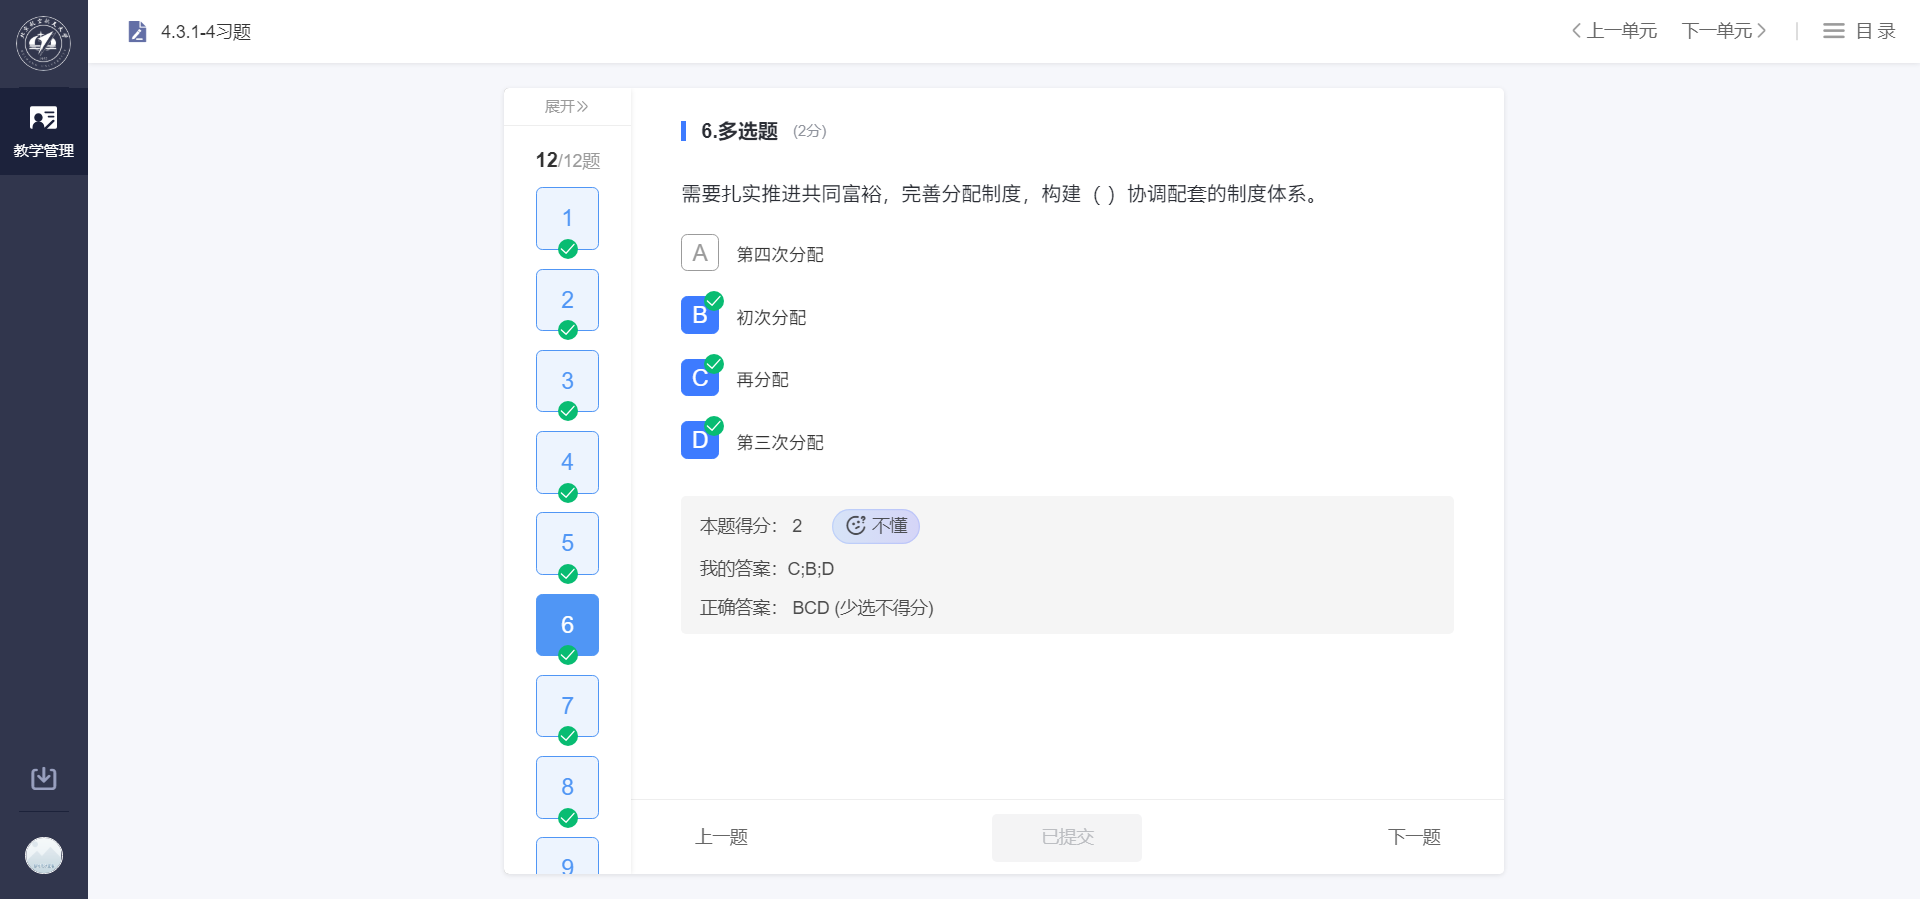 4.3.1-4习题
上一单元
下一单元
目录
教学管理
展开
12/12题
1
2
3
4
5
6
7
8
9
6.多选题 (2分)
需要扎实推进共同富裕，完善分配制度，构建（ ）协调配套的制度体系。
A 第四次分配
B 初次分配
C 再分配
D 第三次分配
本题得分： 2 不懂
我的答案：C;B;D
正确答案： BCD (少选不得分)
上一题
已提交
下一题